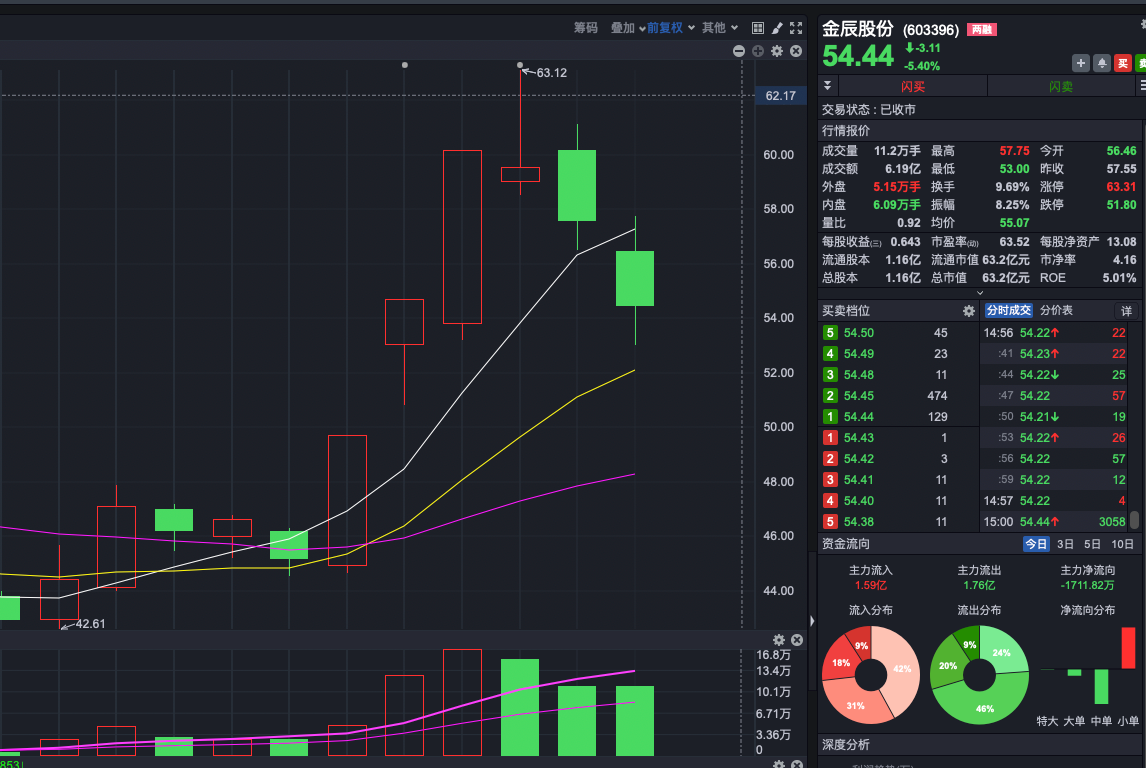 筹码 叠加 前复权 其他
63.12
62.17
60.00
58.00
56.00
54.00
52.00
50.00
48.00
46.00
44.00
42.61
16.8万
13.4万
10.1万
6.71万
3.36万
0
853↓
金辰股份 (603396) 两融
54.44 -3.11
-5.40%
买 卖
闪买 闪卖
交易状态 : 已收市
行情报价
成交量 11.2万手 最高 57.75 今开 56.46
成交额 6.19亿 最低 53.00 昨收 57.55
外盘 5.15万手 换手 9.69% 涨停 63.31
内盘 6.09万手 振幅 8.25% 跌停 51.80
量比 0.92 均价 55.07
每股收益(三) 0.643 市盈率(动) 63.52 每股净资产 13.08
流通股本 1.16亿 流通市值 63.2亿元 市净率 4.16
总股本 1.16亿 总市值 63.2亿元 ROE 5.01%
买卖档位 分时成交 分价表 详
5 54.50 45 14:56 54.22↑ 22
4 54.49 23 :41 54.23↑ 22
3 54.48 11 :44 54.22↓ 25
2 54.45 474 :47 54.22 57
1 54.44 129 :50 54.21↓ 19
1 54.43 1 :53 54.22↑ 26
2 54.42 3 :56 54.22 57
3 54.41 11 :59 54.22 12
4 54.40 11 14:57 54.22 4
5 54.38 11 15:00 54.44↑ 3058
资金流向 今日 3日 5日 10日
主力流入 主力流出 主力净流向
1.59亿 1.76亿 -1711.82万
流入分布 流出分布 净流向分布
9% 18% 42% 31%
9% 24% 20% 46%
特大 大单 中单 小单
深度分析